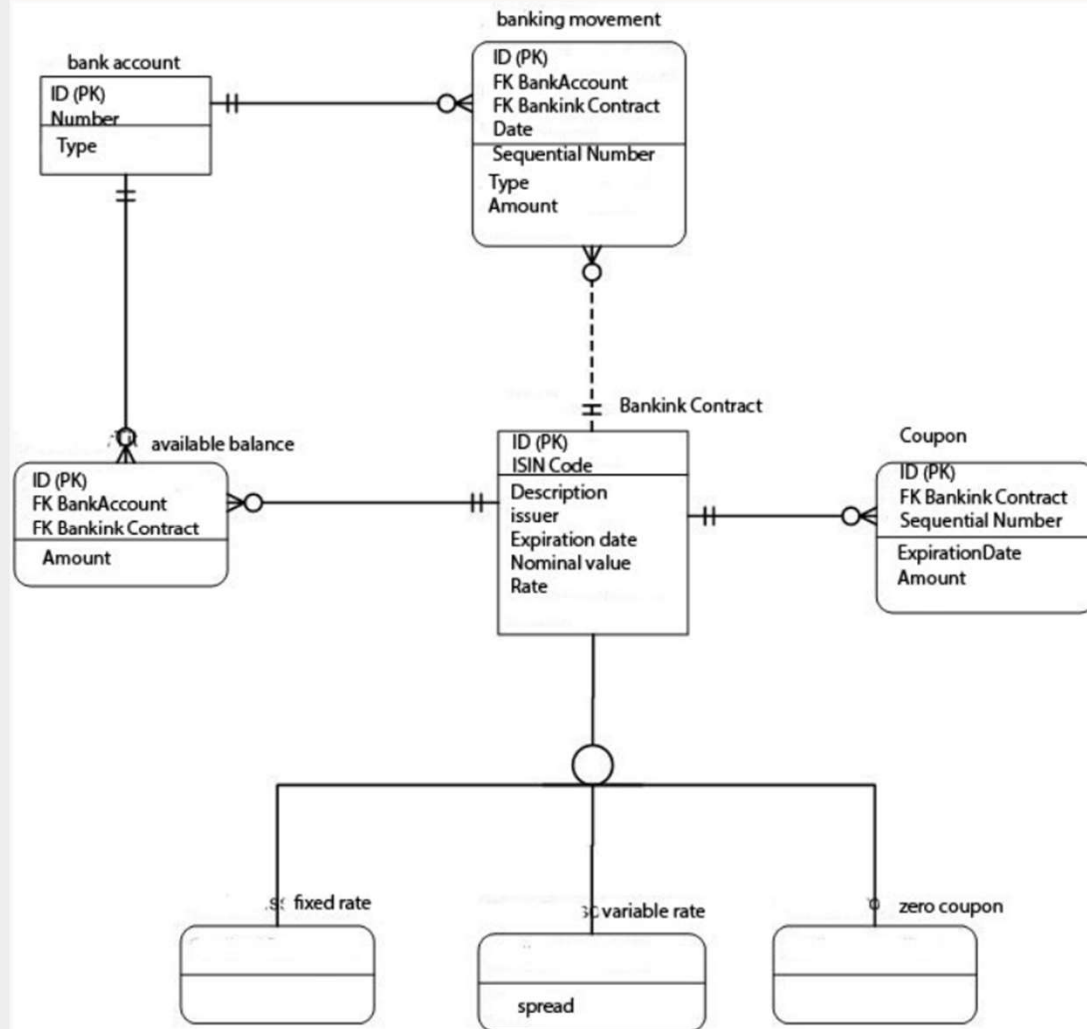 banking movement
ID (PK)
FK BankAccount
FK Bankink Contract
Date
Sequential Number
Type
Amount
bank account
ID (PK)
Number
Type
available balance
ID (PK)
FK BankAccount
FK Bankink Contract
Amount
Bankink Contract
ID (PK)
ISIN Code
Description
issuer
Expiration date
Nominal value
Rate
Coupon
ID (PK)
FK Bankink Contract
Sequential Number
ExpirationDate
Amount
fixed rate
variable rate
spread
zero coupon